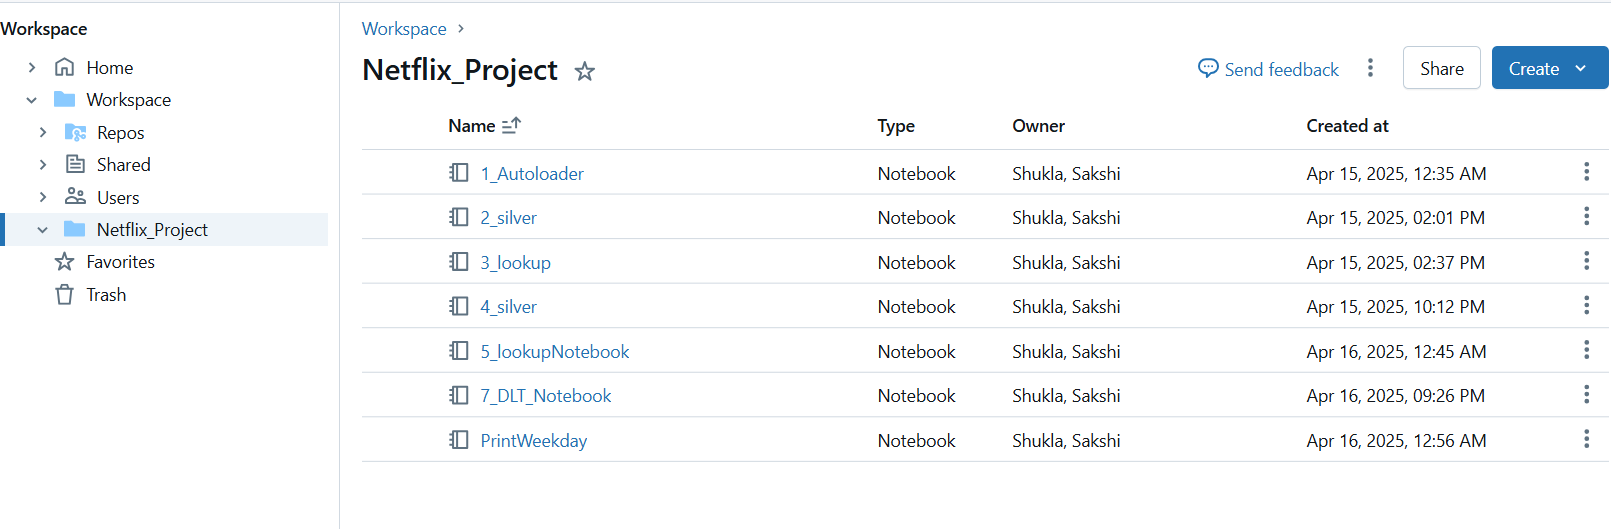 Workspace
Home
Workspace
Repos
Shared
Users
Netflix_Project
Favorites
Trash
Workspace
Netflix_Project
Send feedback
Share
Create
Name Type Owner Created at
1_Autoloader Notebook Shukla, Sakshi Apr 15, 2025, 12:35 AM
2_silver Notebook Shukla, Sakshi Apr 15, 2025, 02:01 PM
3_lookup Notebook Shukla, Sakshi Apr 15, 2025, 02:37 PM
4_silver Notebook Shukla, Sakshi Apr 15, 2025, 10:12 PM
5_lookupNotebook Notebook Shukla, Sakshi Apr 16, 2025, 12:45 AM
7_DLT_Notebook Notebook Shukla, Sakshi Apr 16, 2025, 09:26 PM
PrintWeekday Notebook Shukla, Sakshi Apr 16, 2025, 12:56 AM